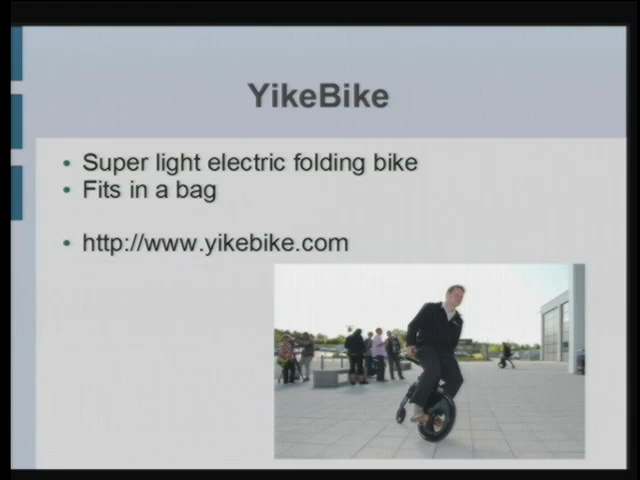 YikeBike
• Super light electric folding bike
• Fits in a bag
• http://www.yikebike.com